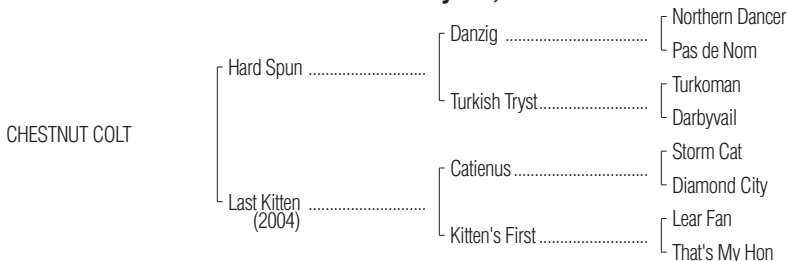 Northern Dancer
Danzig ................................
Pas de Nom
Hard Spun ..........................
Turkoman
Turkish Tryst........................
Darbyvail
CHESTNUT COLT
Storm Cat
Catienus ..............................
Diamond City
Last Kitten ..........................
(2004)
Lear Fan
Kitten's First ........................
That's My Hon